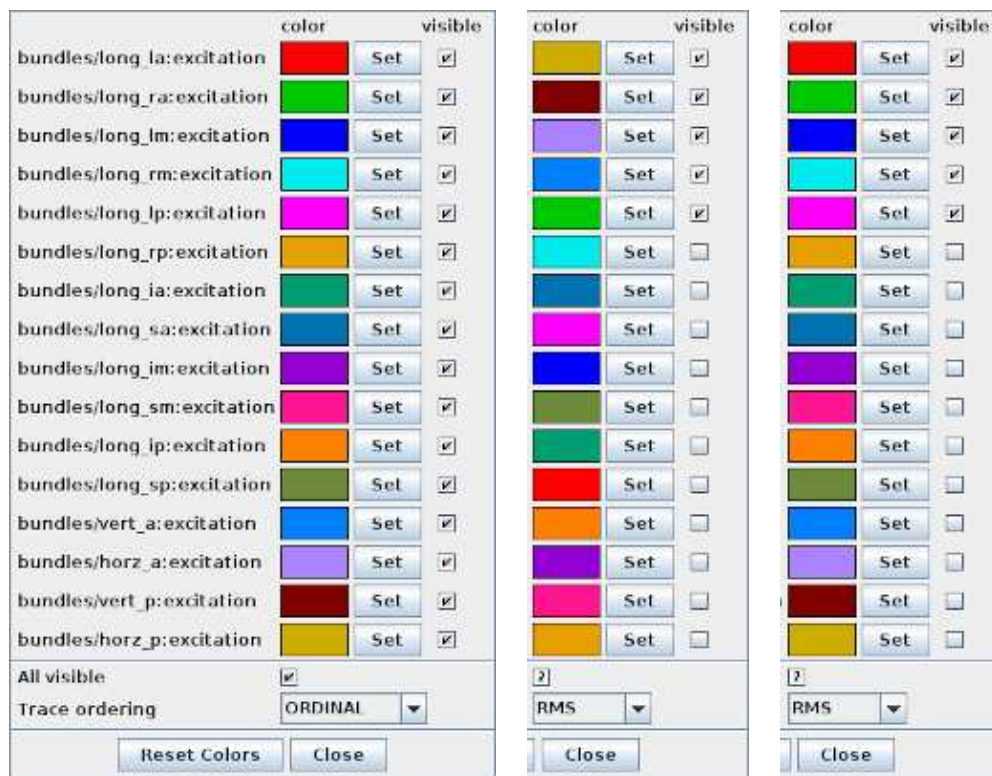 color visible color visible color visible
bundles/long_la:excitation Set Set Set
bundles/long_ra:excitation Set Set Set
bundles/long_lm:excitation Set Set Set
bundles/long_rm:excitation Set Set Set
bundles/long_lp:excitation Set Set Set
bundles/long_rp:excitation Set Set Set
bundles/long_ia:excitation Set Set Set
bundles/long_sa:excitation Set Set Set
bundles/long_im:excitation Set Set Set
bundles/long_sm:excitation Set Set Set
bundles/long_ip:excitation Set Set Set
bundles/long_sp:excitation Set Set Set
bundles/vert_a:excitation Set Set Set
bundles/horz_a:excitation Set Set Set
bundles/vert_p:excitation Set Set Set
bundles/horz_p:excitation Set Set Set
All visible ? ?
Trace ordering ORDINAL RMS RMS
Reset Colors Close Close Close